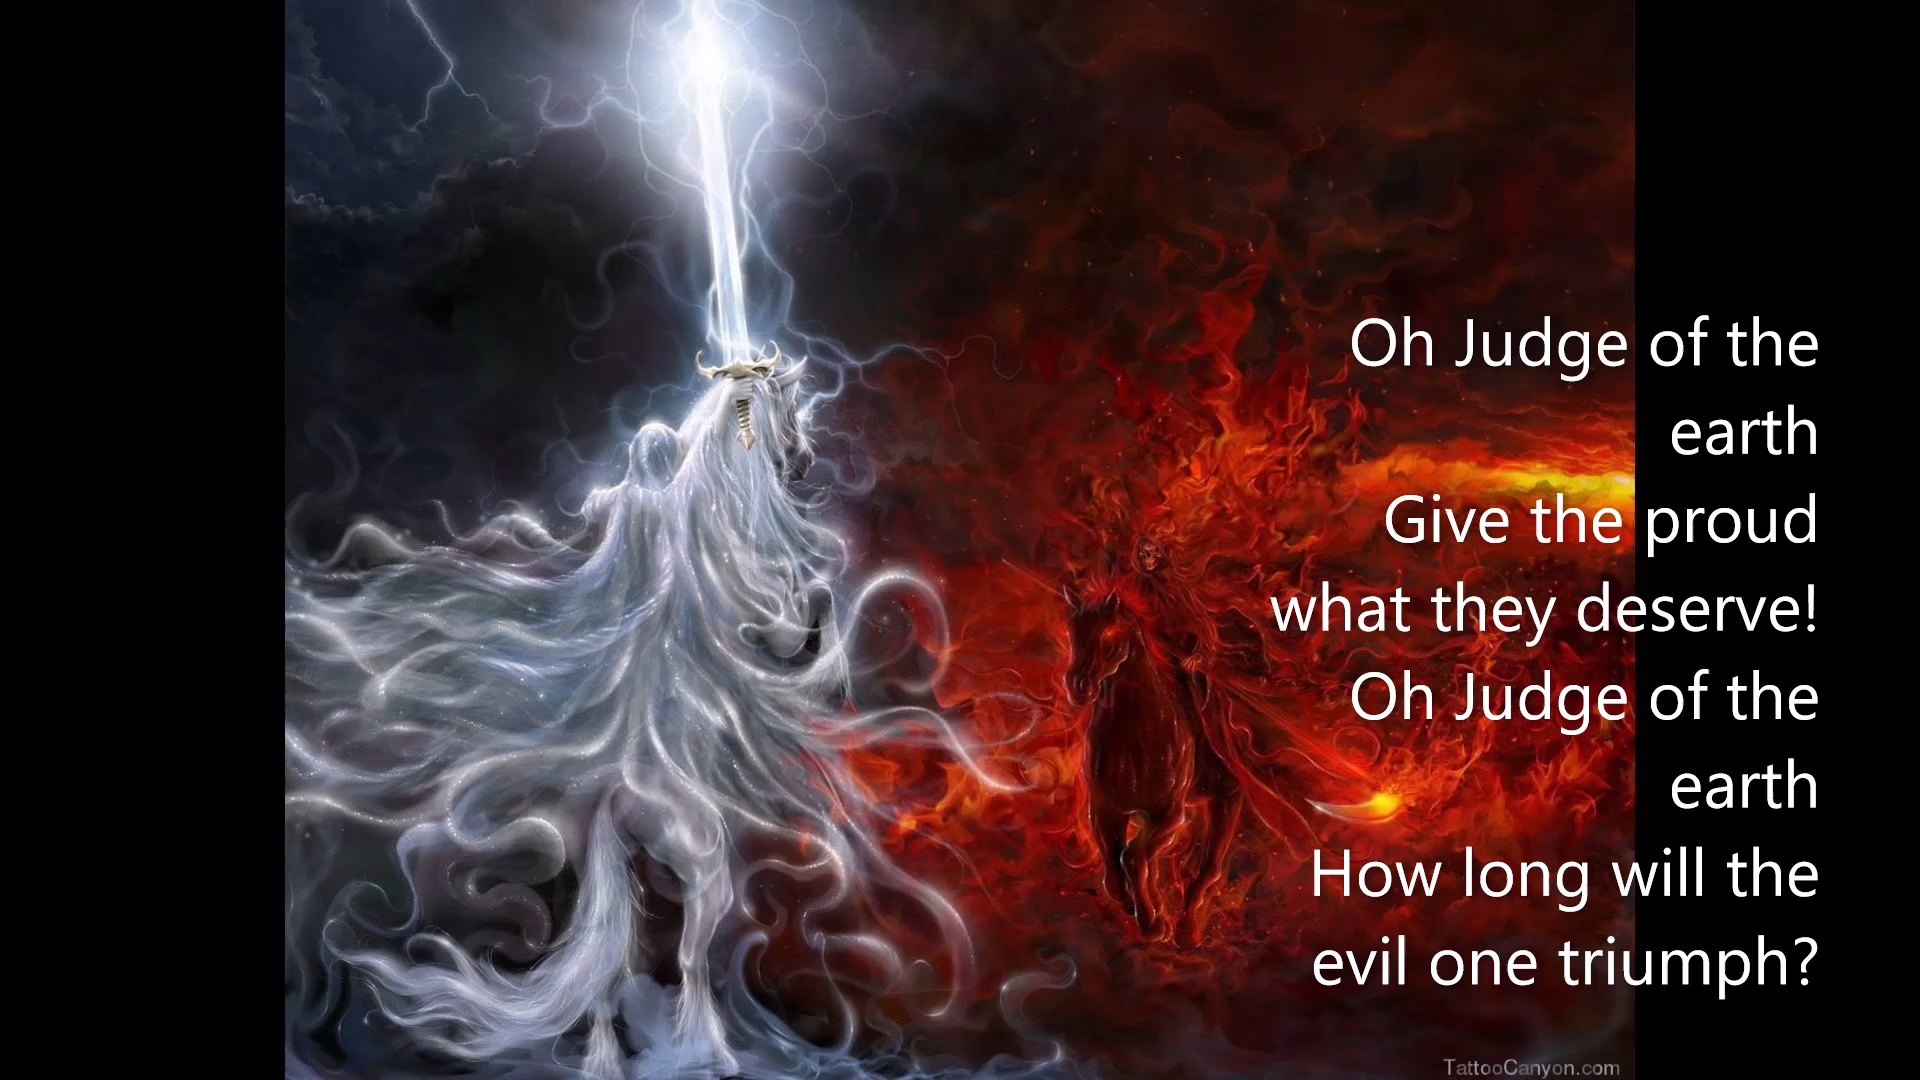 Oh Judge of the
earth
Give the proud
what they deserve!
Oh Judge of the
earth
How long will the
evil one triumph?
TattooCanyon.com